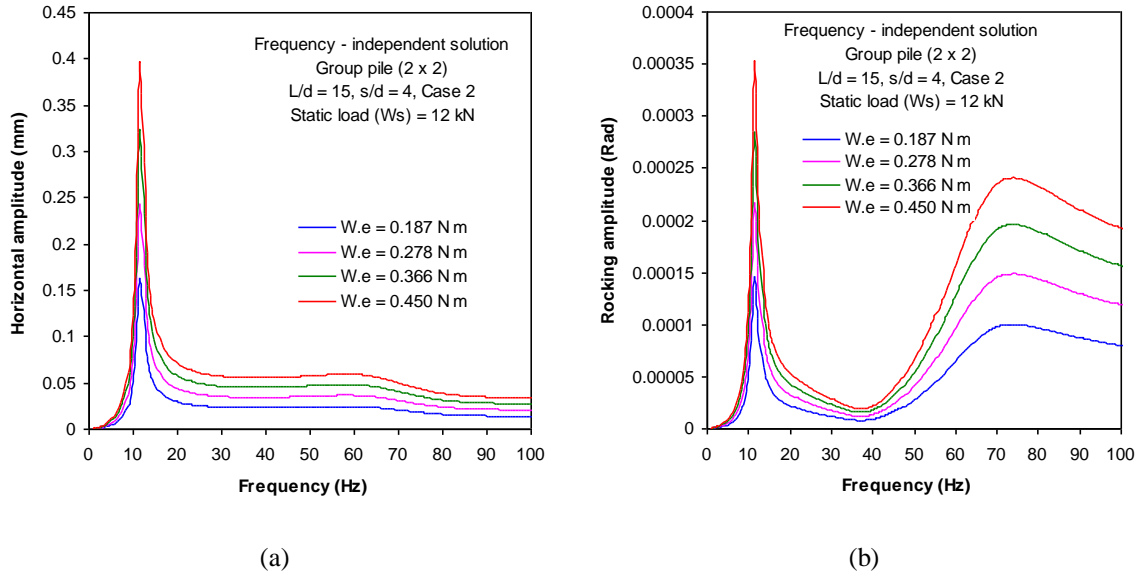 0.45
0.4
0.35
0.3
0.25
0.2
0.15
0.1
0.05
0
Horizontal amplitude (mm)
Frequency - independent solution
Group pile (2 x 2)
L/d = 15, s/d = 4, Case 2
Static load (Ws) = 12 kN
W.e = 0.187 N m
W.e = 0.278 N m
W.e = 0.366 N m
W.e = 0.450 N m
0 10 20 30 40 50 60 70 80 90 100
Frequency (Hz)
(a)
0.0004
0.00035
0.0003
0.00025
0.0002
0.00015
0.0001
0.00005
0
Rocking amplitude (Rad)
Frequency - independent solution
Group pile (2 x 2)
L/d = 15, s/d = 4, Case 2
Static load (Ws) = 12 kN
W.e = 0.187 N m
W.e = 0.278 N m
W.e = 0.366 N m
W.e = 0.450 N m
0 10 20 30 40 50 60 70 80 90 100
Frequency (Hz)
(b)